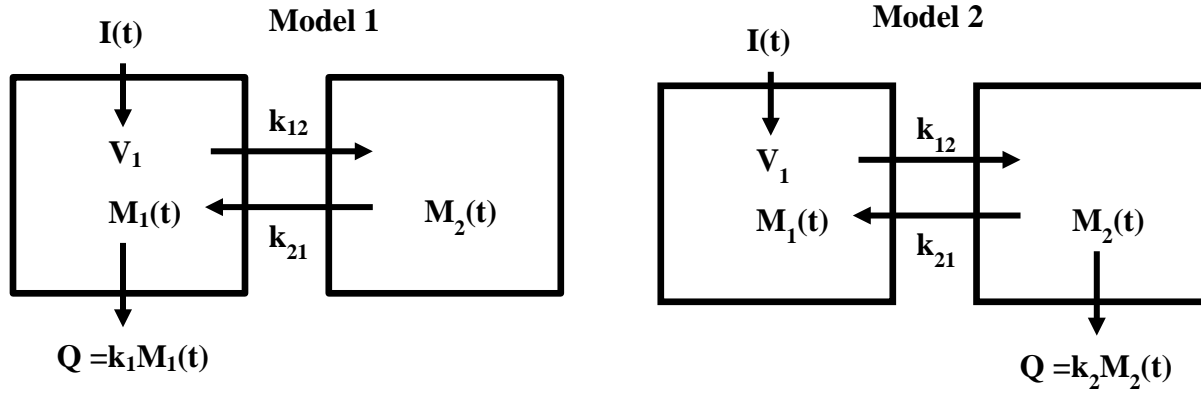 Model 1
I(t)
k₁₂
V₁
M₁(t)
M₂(t)
k₂₁
Q =k₁M₁(t)
Model 2
I(t)
k₁₂
V₁
M₁(t)
M₂(t)
k₂₁
Q =k₂M₂(t)